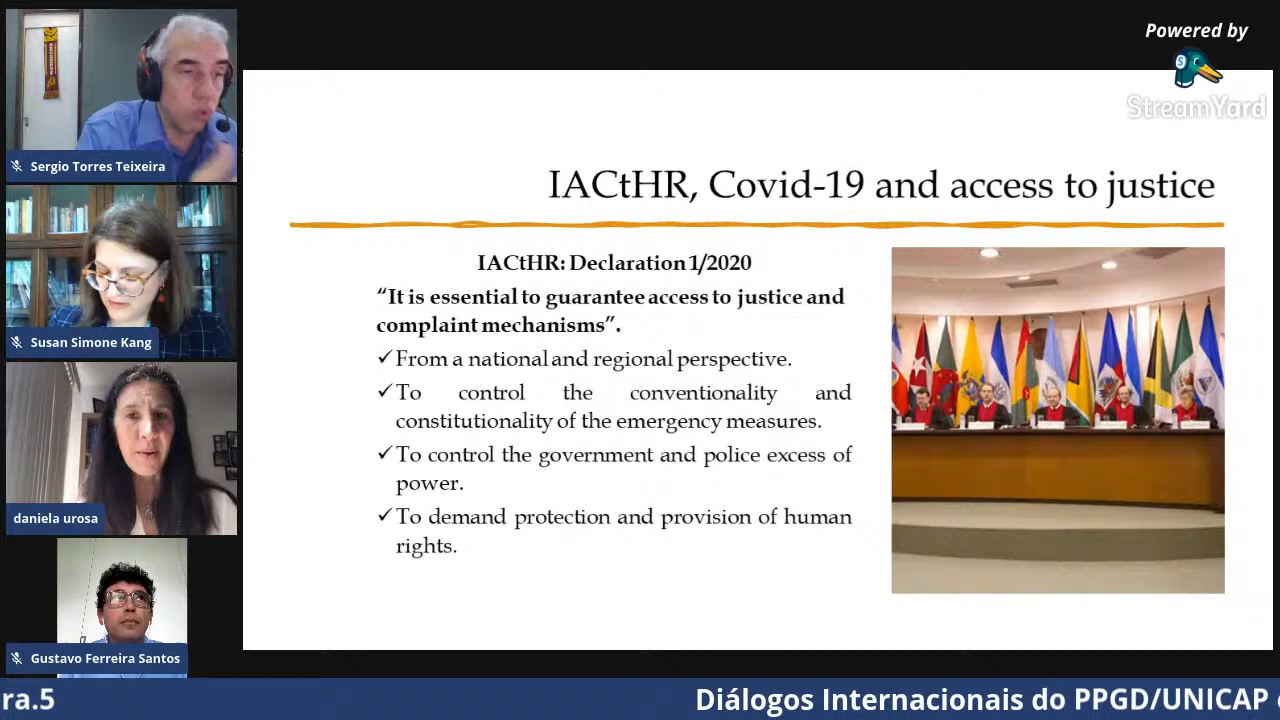 Powered by
StreamYard
Sergio Torres Teixeira
Susan Simone Kang
daniela urosa
Gustavo Ferreira Santos
IACtHR, Covid-19 and access to justice
IACtHR: Declaration 1/2020
“It is essential to guarantee access to justice and
complaint mechanisms”.
✓From a national and regional perspective.
✓To control the conventionality and
constitutionality of the emergency measures.
✓To control the government and police excess of
power.
✓To demand protection and provision of human
rights.
ra.5 Diálogos Internacionais do PPGD/UNICAP